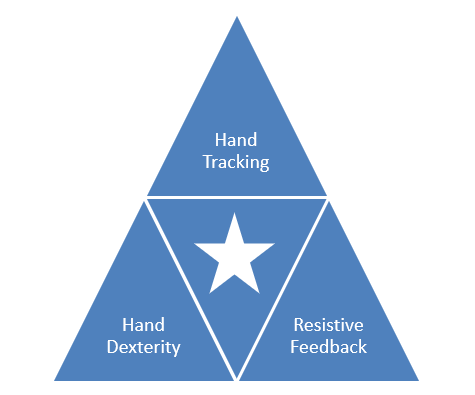 Hand
Tracking
Hand
Dexterity
Resistive
Feedback